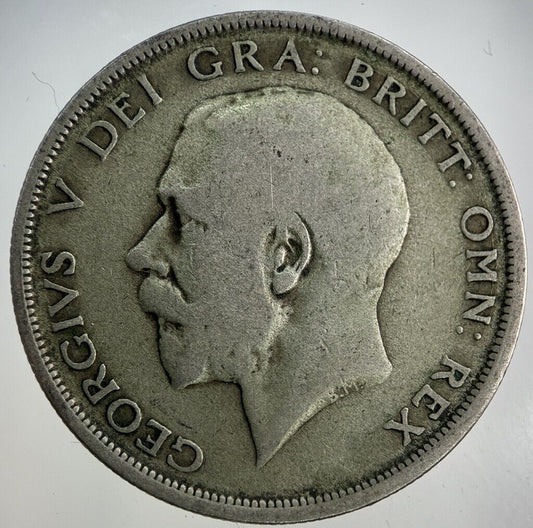 GEORGIVS V DEI GRA: BRITT: OMN: REX
B.M.